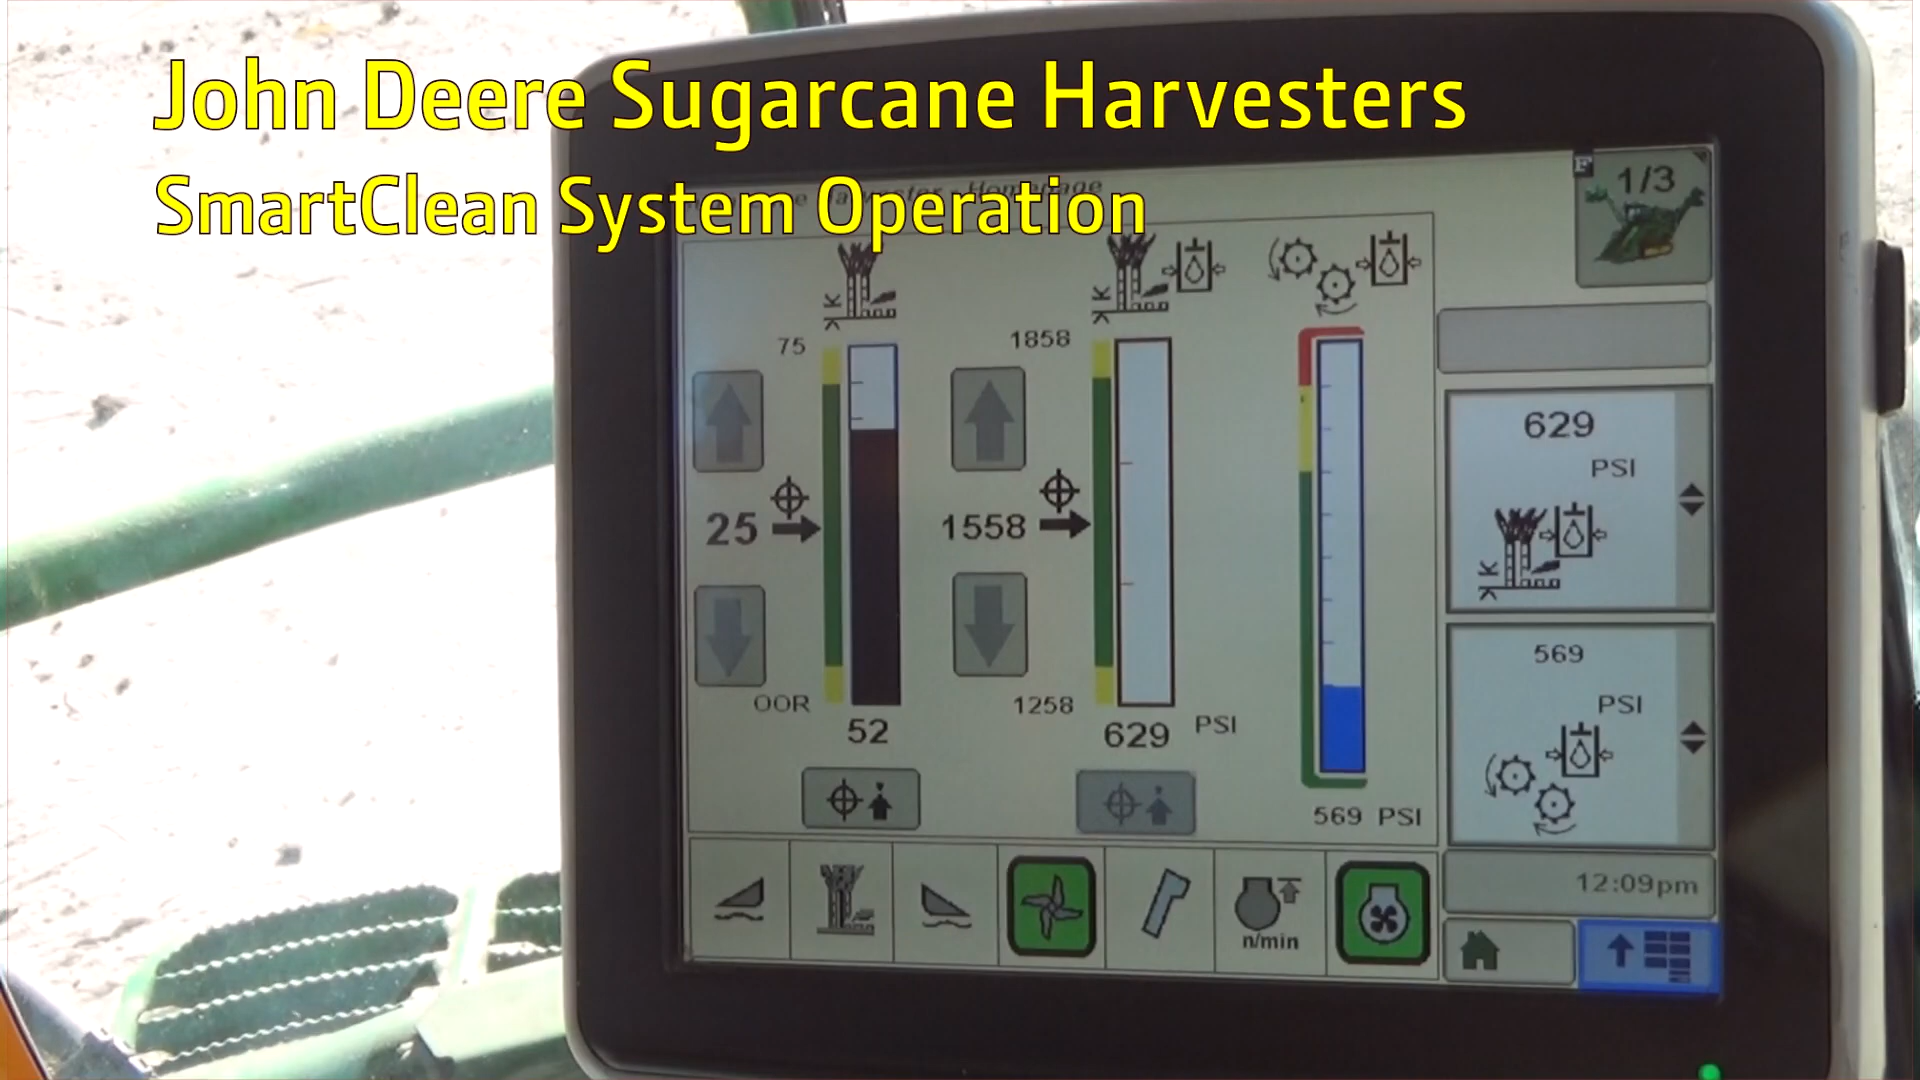 John Deere Sugarcane Harvesters
SmartClean System Operation
Homepage
1/3
F
75
25
OOR
52
1858
1558
1258
629 PSI
569 PSI
629
PSI
569
PSI
12:09pm
n/min